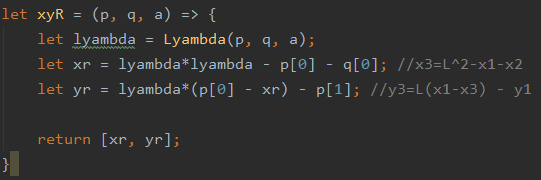 let xyR = (p, q, a) => {
let lyambda = Lyambda(p, q, a);
let xr = lyambda*lyambda - p[0] - q[0]; //x3=L^2-x1-x2
let yr = lyambda*(p[0] - xr) - p[1]; //y3=L(x1-x3) - y1
return [xr, yr];
}